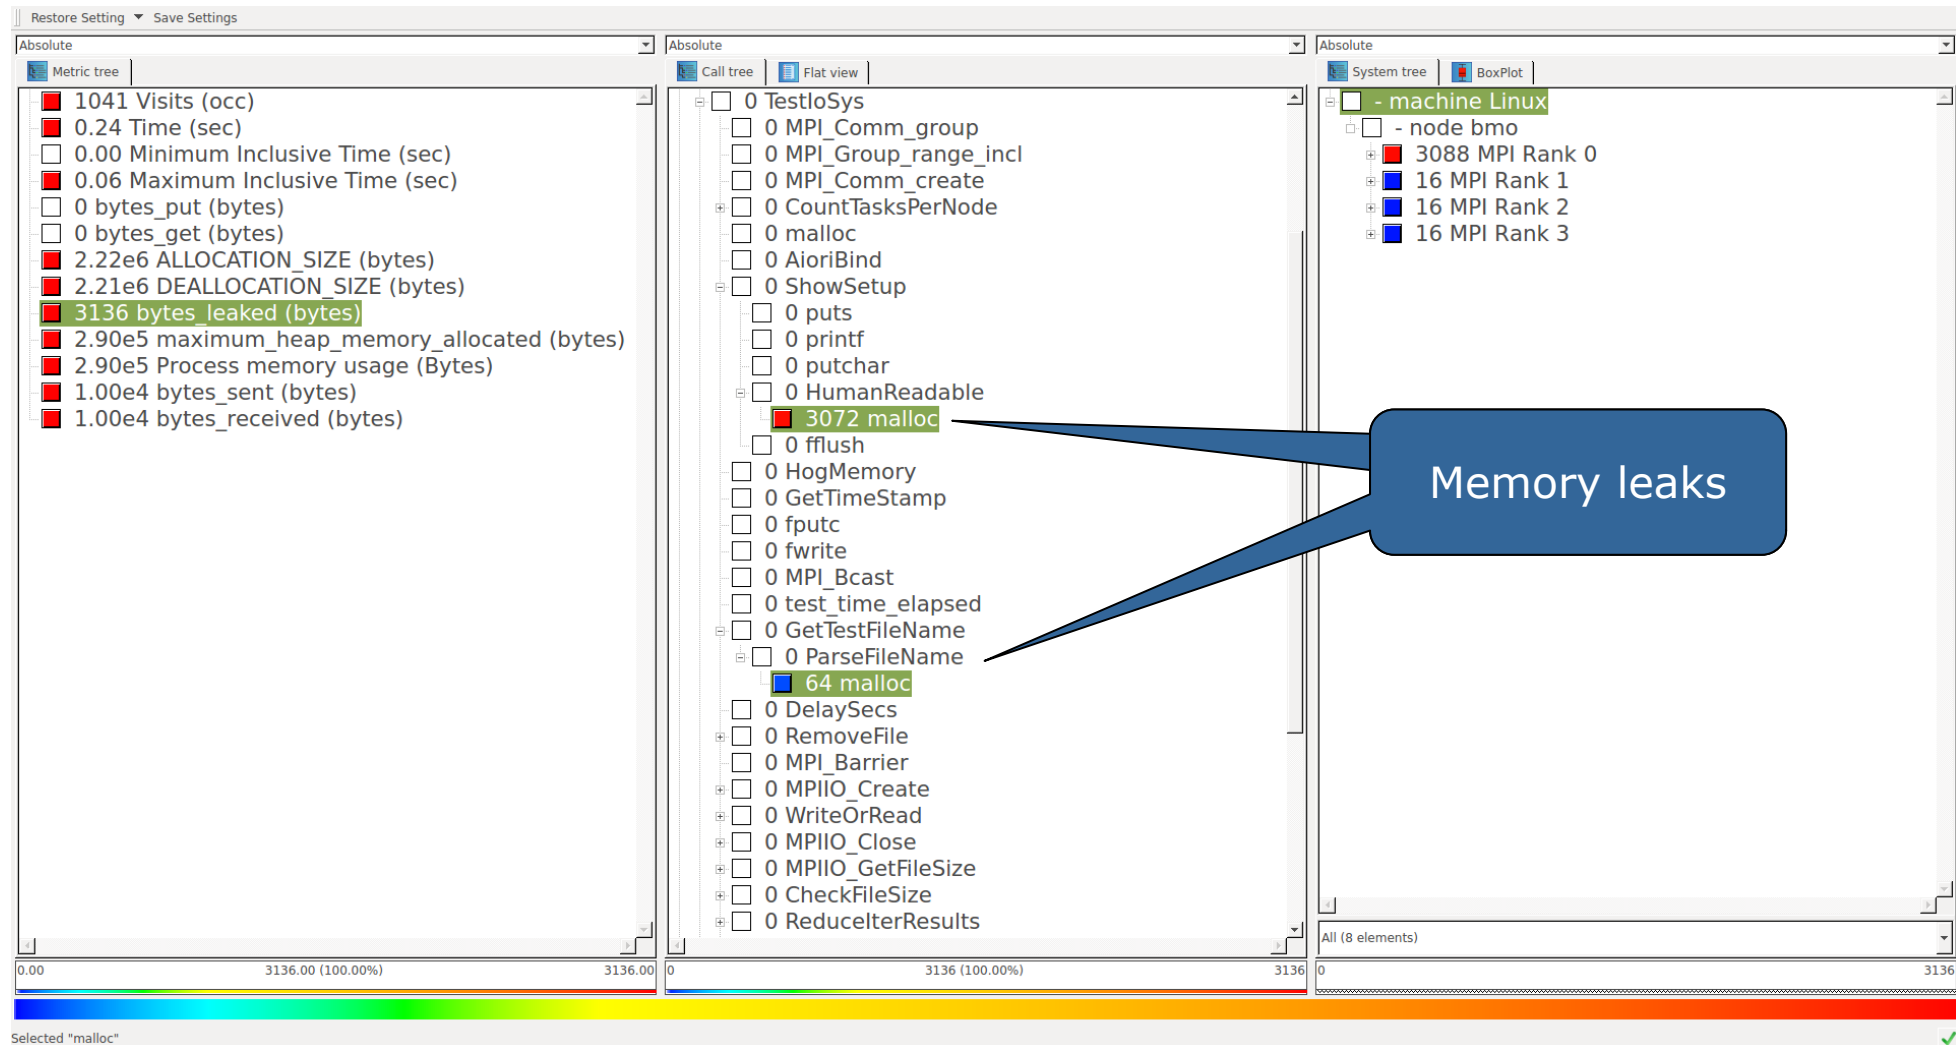 Restore Setting Save Settings
Absolute
Metric tree
1041 Visits (occ)
0.24 Time (sec)
0.00 Minimum Inclusive Time (sec)
0.06 Maximum Inclusive Time (sec)
0 bytes_put (bytes)
0 bytes_get (bytes)
2.22e6 ALLOCATION_SIZE (bytes)
2.21e6 DEALLOCATION_SIZE (bytes)
3136 bytes_leaked (bytes)
2.90e5 maximum_heap_memory_allocated (bytes)
2.90e5 Process memory usage (Bytes)
1.00e4 bytes_sent (bytes)
1.00e4 bytes_received (bytes)
0.00 3136.00 (100.00%) 3136.00
Absolute
Call tree Flat view
0 TestIoSys
0 MPI_Comm_group
0 MPI_Group_range_incl
0 MPI_Comm_create
0 CountTasksPerNode
0 malloc
0 AioriBind
0 ShowSetup
0 puts
0 printf
0 putchar
0 HumanReadable
3072 malloc
0 fflush
0 HogMemory
0 GetTimeStamp
0 fputc
0 fwrite
0 MPI_Bcast
0 test_time_elapsed
0 GetTestFileName
0 ParseFileName
64 malloc
0 DelaySecs
0 RemoveFile
0 MPI_Barrier
0 MPIIO_Create
0 WriteOrRead
0 MPIIO_Close
0 MPIIO_GetFileSize
0 CheckFileSize
0 ReduceIterResults
0 3136 (100.00%) 3136
Absolute
System tree BoxPlot
- machine Linux
- node bmo
3088 MPI Rank 0
16 MPI Rank 1
16 MPI Rank 2
16 MPI Rank 3
Memory leaks
All (8 elements)
0 3136
Selected "malloc"